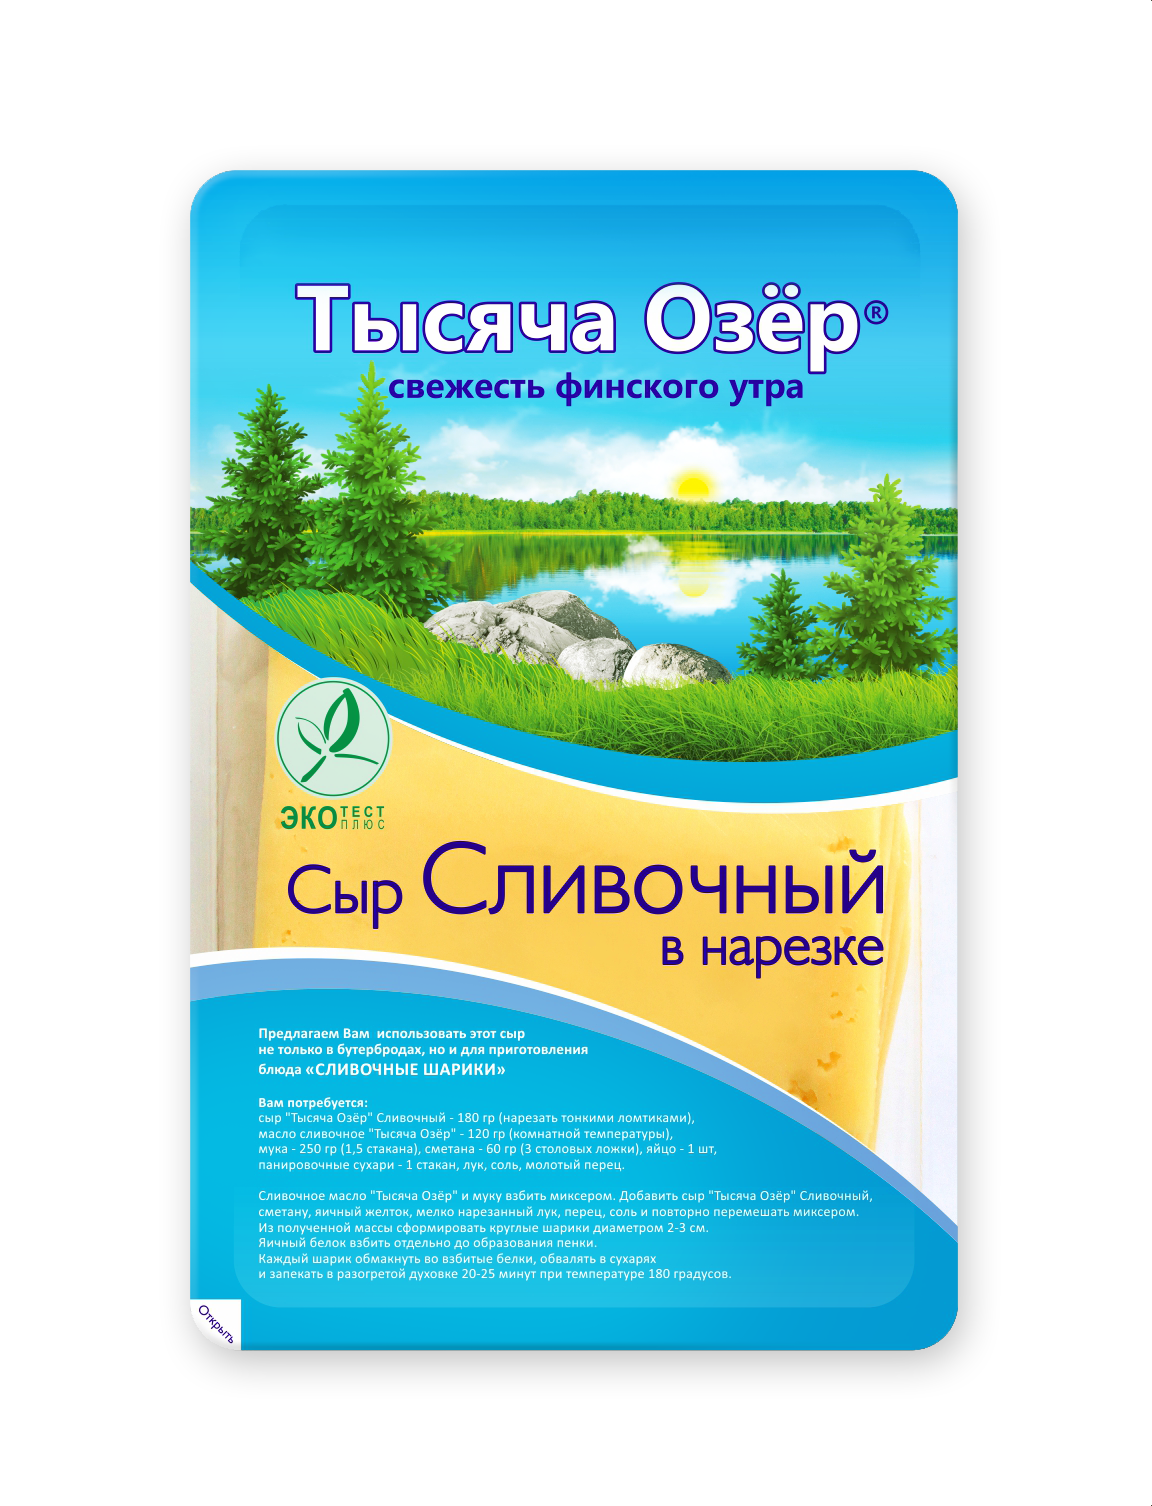 Тысяча Озёр®
свежесть финского утра
ЭКО ТЕСТ
ПЛЮС
Сыр Сливочный
в нарезке
Предлагаем Вам использовать этот сыр
не только в бутербродах, но и для приготовления
блюда «СЛИВОЧНЫЕ ШАРИКИ»
Вам потребуется:
сыр "Тысяча Озёр" Сливочный - 180 гр (нарезать тонкими ломтиками),
масло сливочное "Тысяча Озёр" - 120 гр (комнатной температуры),
мука - 250 гр (1,5 стакана), сметана - 60 гр (3 столовых ложки), яйцо - 1 шт,
панировочные сухари - 1 стакан, лук, соль, молотый перец.
Сливочное масло "Тысяча Озёр" и муку взбить миксером. Добавить сыр "Тысяча Озёр" Сливочный,
сметану, яичный желток, мелко нарезанный лук, перец, соль и повторно перемешать миксером.
Из полученной массы сформировать круглые шарики диаметром 2-3 см.
Яичный белок взбить отдельно до образования пенки.
Каждый шарик обмакнуть во взбитые белки, обвалять в сухарях
и запекать в разогретой духовке 20-25 минут при температуре 180 градусов.
Открыть